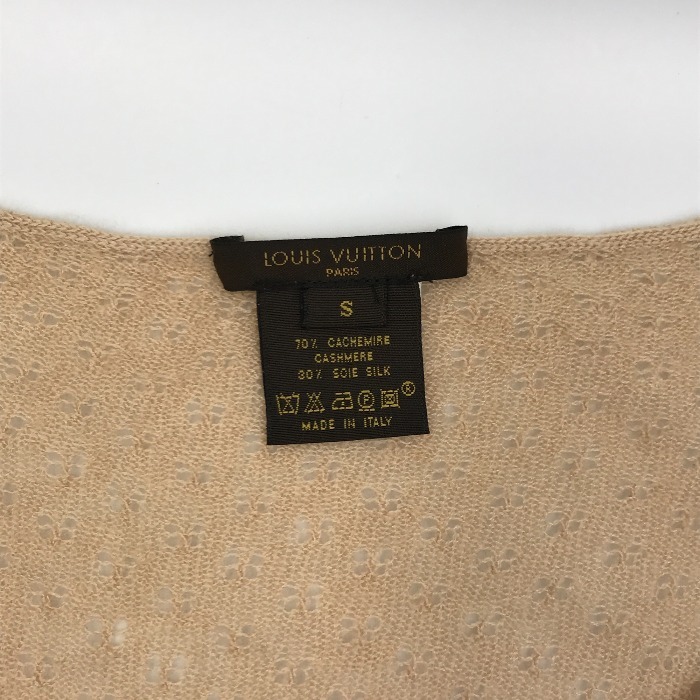 LOUIS VUITTON
PARIS
S
70% CACHEMIRE
CASHMERE
30% SOIE SILK
P ®
MADE IN ITALY